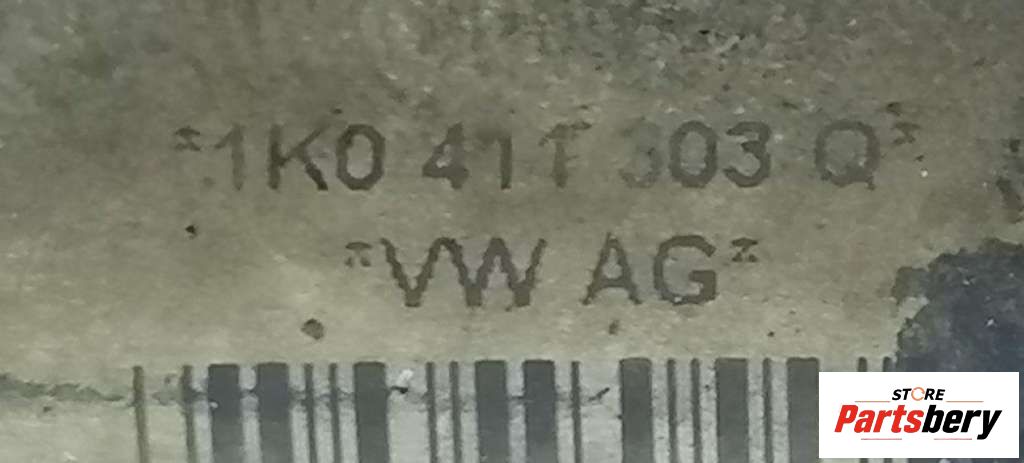 *1K0 411 303 Q*
*VW AG*
STORE
Partsbery